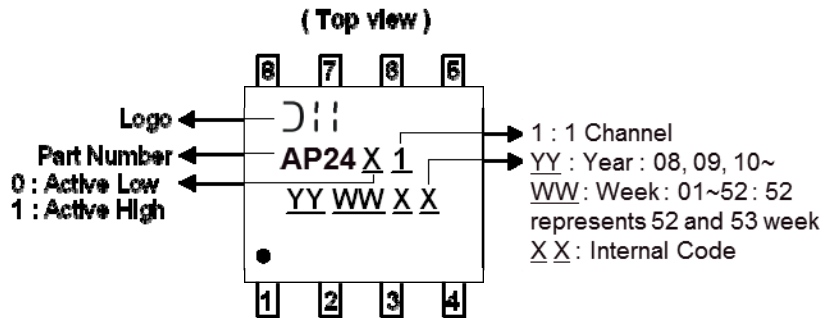 ( Top view )
8 7 6 5
Logo
Part Number
0 : Active Low
1 : Active High
AP24 X 1
YY WW X X
1 2 3 4
1 : 1 Channel
YY : Year : 08, 09, 10~
WW : Week : 01~52 : 52
represents 52 and 53 week
X X : Internal Code